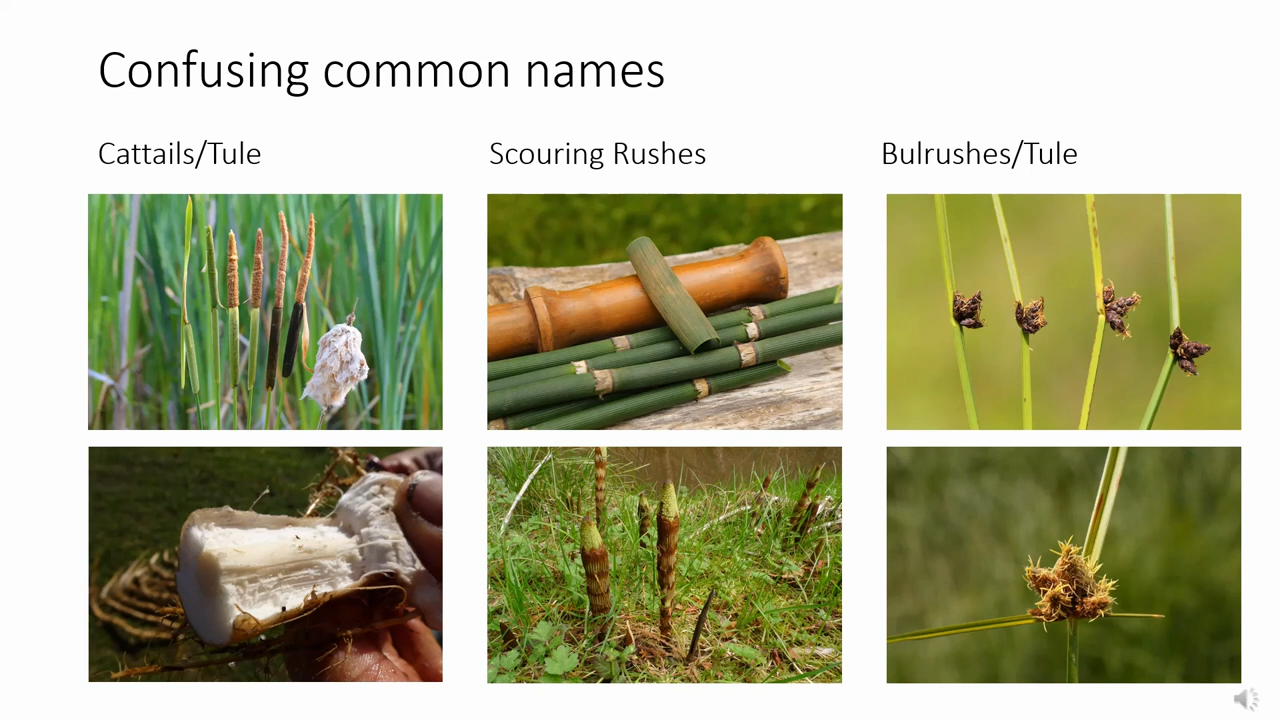 Confusing common names
Cattails/Tule
Scouring Rushes
Bulrushes/Tule